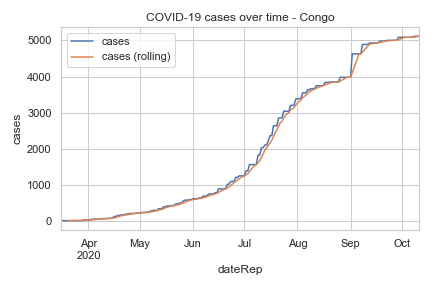 COVID-19 cases over time - Congo
cases
cases (rolling)
5000
4000
3000
2000
1000
0
cases
Apr May Jun Jul Aug Sep Oct
2020
dateRep